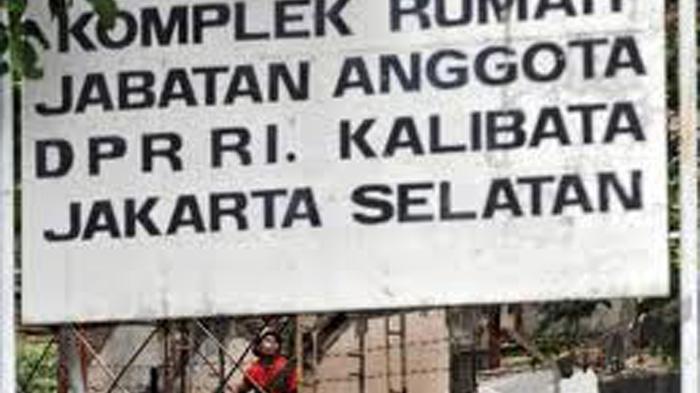 KOMPLEK RUMAH
JABATAN ANGGOTA
DPR RI. KALIBATA
JAKARTA SELATAN